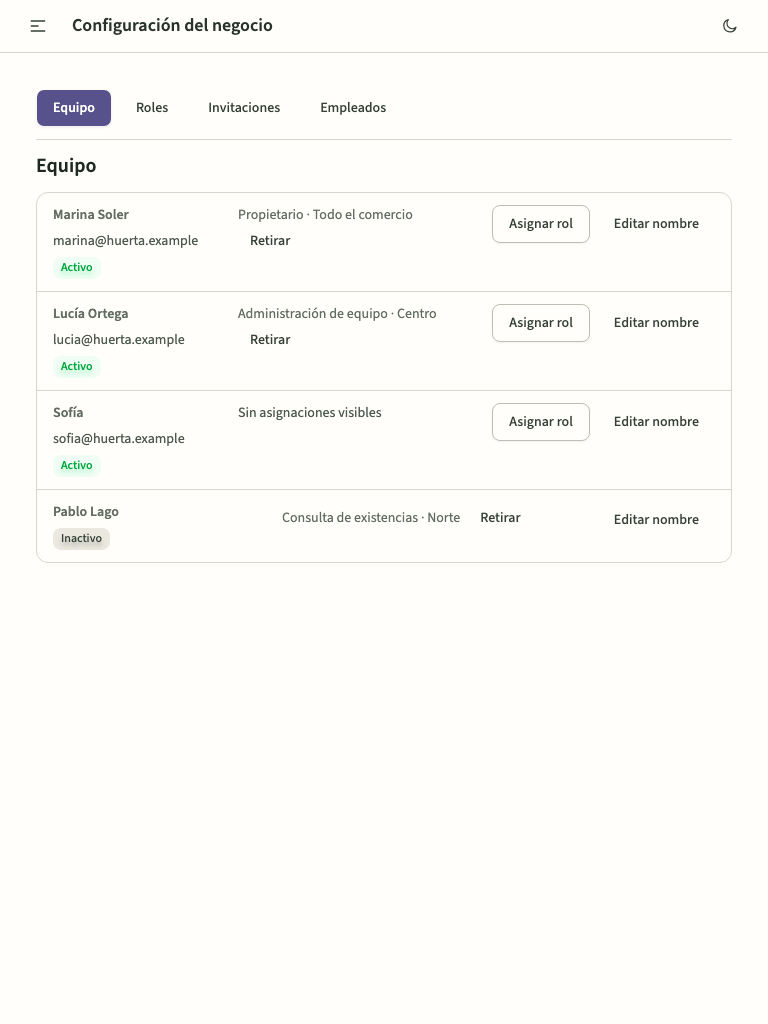 Configuración del negocio
Equipo Roles Invitaciones Empleados
Equipo
Marina Soler Propietario · Todo el comercio Asignar rol Editar nombre
marina@huerta.example Retirar
Activo
Lucía Ortega Administración de equipo · Centro Asignar rol Editar nombre
lucia@huerta.example Retirar
Activo
Sofía Sin asignaciones visibles Asignar rol Editar nombre
sofia@huerta.example
Activo
Pablo Lago Consulta de existencias · Norte Retirar Editar nombre
Inactivo